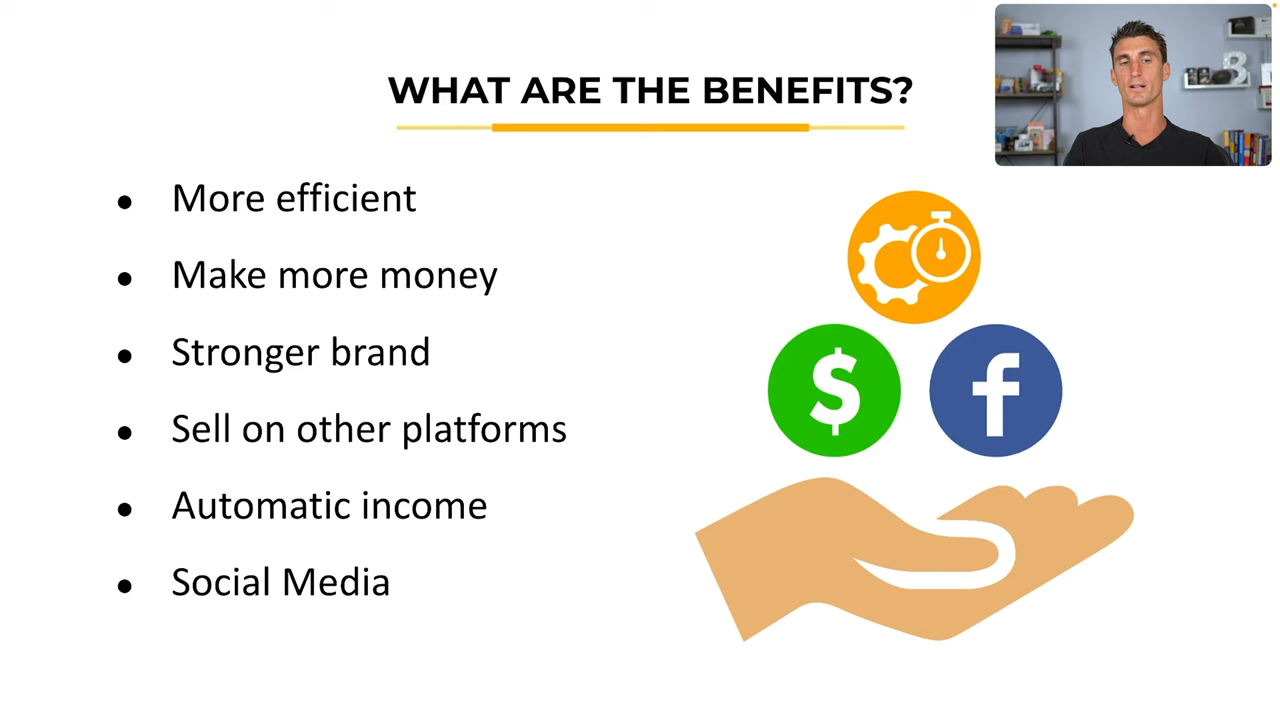 WHAT ARE THE BENEFITS?
• More efficient
• Make more money
• Stronger brand
• Sell on other platforms
• Automatic income
• Social Media
$
f